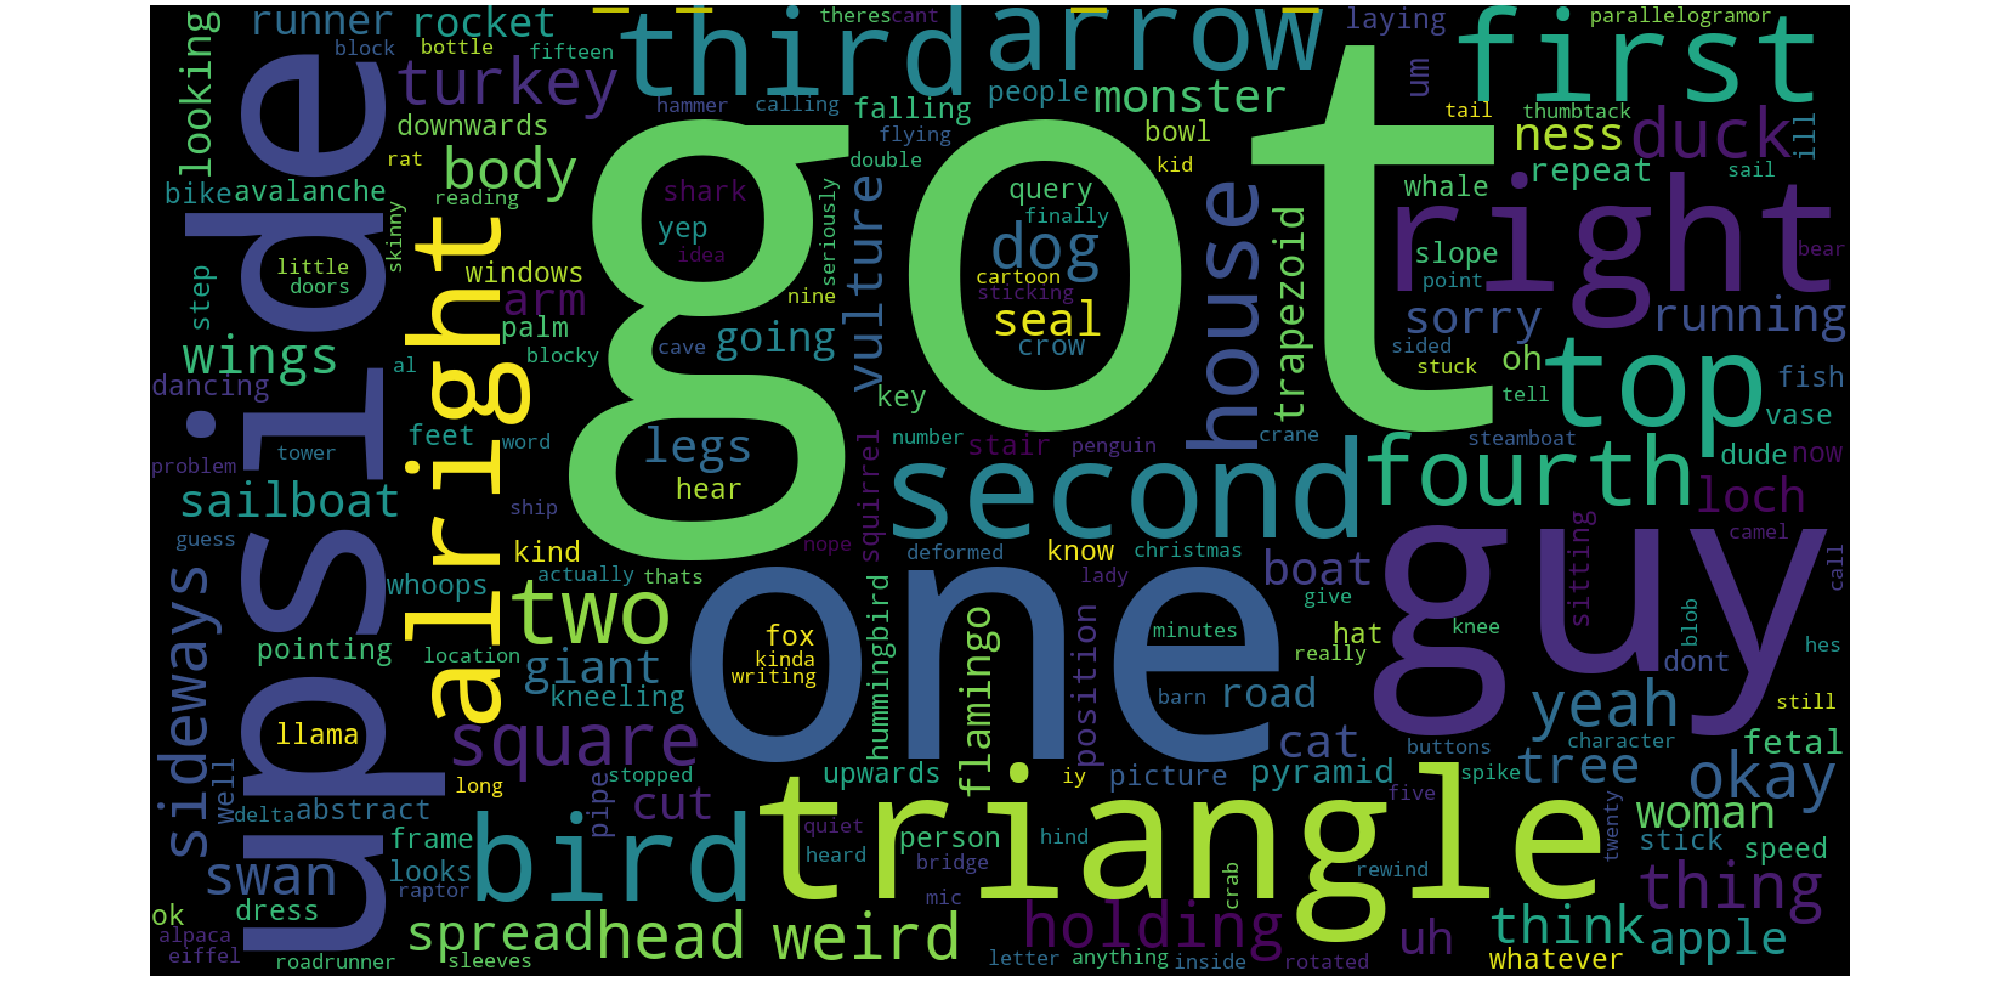 got
one
guy
upside
triangle
right
second
third
first
alright
arrow
top
bird
fourth
house
two
square
sideways
turkey
duck
body
dog
seal
vulture
legs
monster
ness
loch
trapezoid
running
sorry
runner
rocket
looking
wings
arm
going
sailboat
giant
boat
flamingo
hummingbird
cat
road
yeah
tree
okay
thing
think
apple
uh
woman
holding
weird
head
spread
swan
cut
pyramid
position
fetal
theres
cant
laying
parallelogramor
block
bottle
fifteen
hammer
calling
falling
people
um
tail
thumbtack
ill
downwards
flying
bowl
rat
double
kid
repeat
sail
bike
avalanche
reading
shark
query
whale
skinny
yep
seriously
finally
slope
bear
idea
little
doors
windows
cartoon
sticking
point
step
nine
palm
blocky
cave
crow
sided
stuck
oh
fish
al
dancing
key
tell
vase
feet
word
number
stair
penguin
crane
steamboat
dude
now
problem
tower
hear
squirrel
ship
guess
kind
nope
deformed
know
christmas
sitting
camel
whoops
actually
thats
lady
give
call
blob
pointing
location
fox
kinda
writing
minutes
really
hat
knee
dont
hes
kneeling
barn
still
llama
buttons
character
long
stopped
upwards
iy
picture
spike
well
delta
abstract
pipe
five
frame
quiet
person
hind
twenty
stick
speed
looks
heard
bridge
raptor
rewind
crab
mic
ok
dress
alpaca
eiffel
roadrunner
sleeves
letter
anything
inside
rotated
whatever